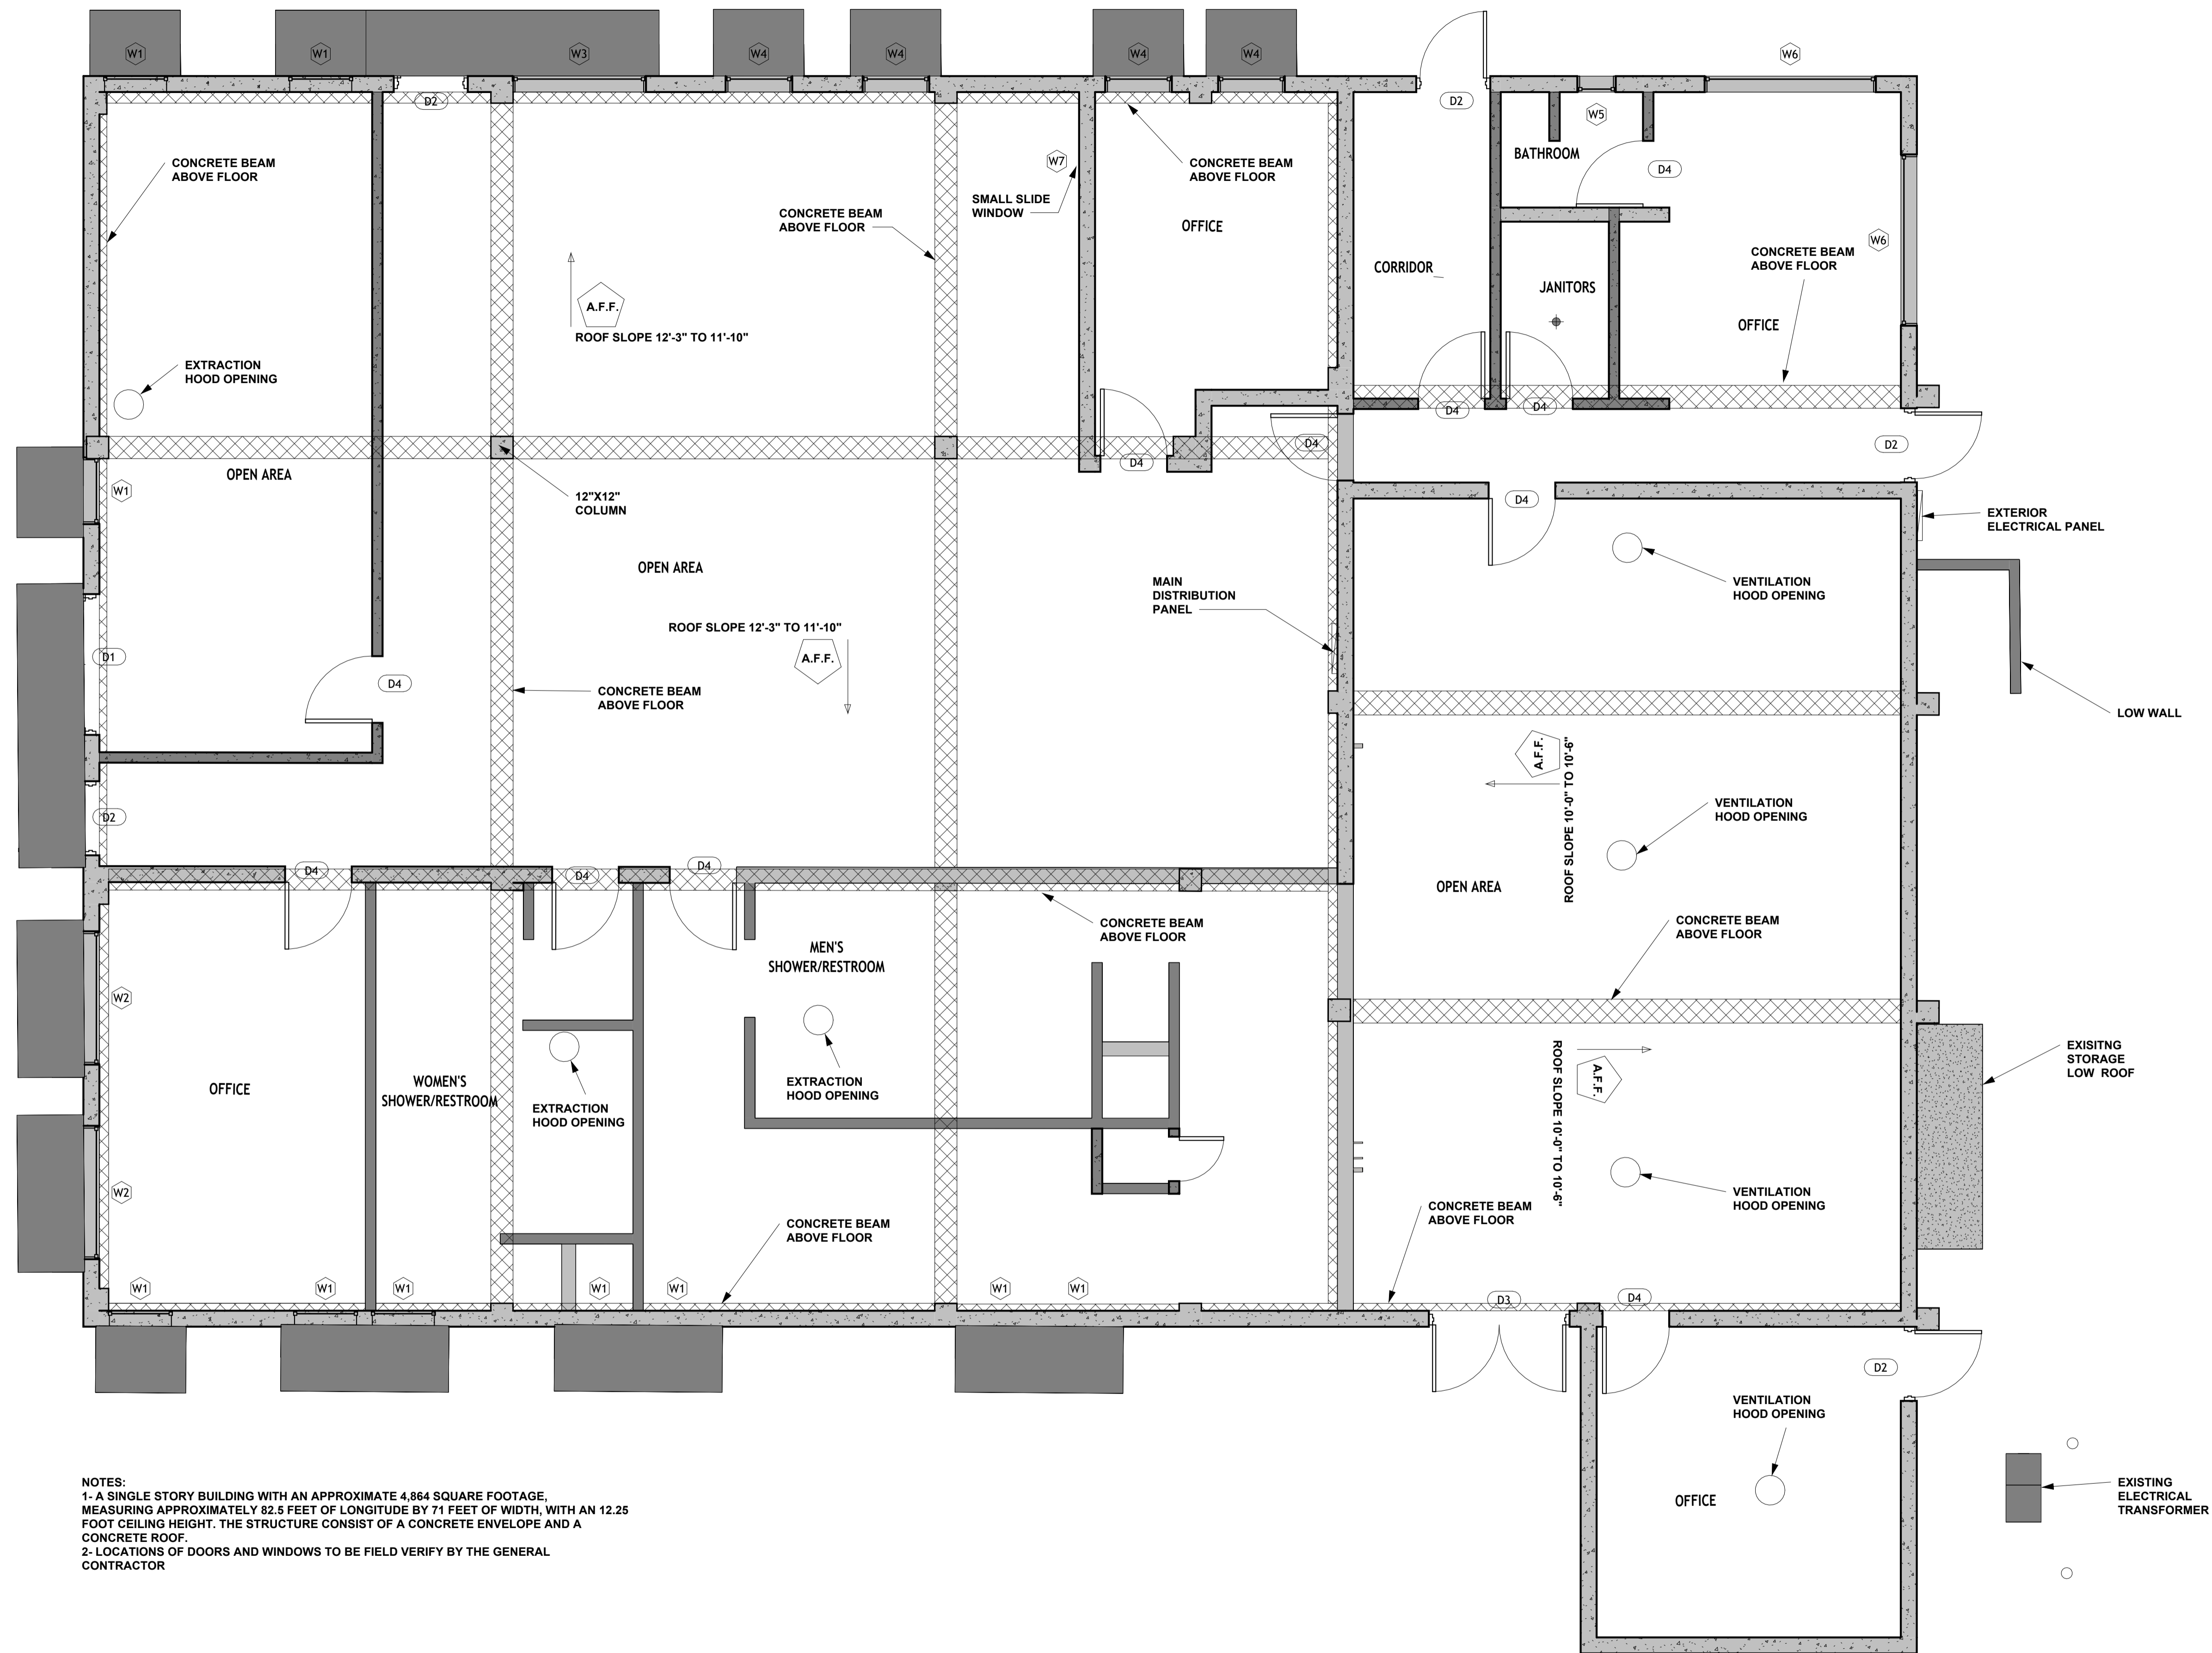 W1
W1
W3
W4
W4
W4
W4
W6
D2
D2
W5
BATHROOM
D4
CONCRETE BEAM
ABOVE FLOOR
CONCRETE BEAM
ABOVE FLOOR
SMALL SLIDE
WINDOW
W7
CONCRETE BEAM
ABOVE FLOOR
OFFICE
CORRIDOR
JANITORS
W6
CONCRETE BEAM
ABOVE FLOOR
OFFICE
A.F.F.
ROOF SLOPE 12'-3" TO 11'-10"
EXTRACTION
HOOD OPENING
D4
D4
D4
D4
D2
OPEN AREA
W1
12"X12"
COLUMN
D4
EXTERIOR
ELECTRICAL PANEL
OPEN AREA
MAIN
DISTRIBUTION
PANEL
VENTILATION
HOOD OPENING
ROOF SLOPE 12'-3" TO 11'-10"
A.F.F.
D1
D4
CONCRETE BEAM
ABOVE FLOOR
LOW WALL
A.F.F.
ROOF SLOPE 10'-0" TO 10'-6"
D2
VENTILATION
HOOD OPENING
D4
D4
D4
OPEN AREA
CONCRETE BEAM
ABOVE FLOOR
CONCRETE BEAM
ABOVE FLOOR
MEN'S
SHOWER/RESTROOM
W2
EXISITNG
STORAGE
LOW ROOF
ROOF SLOPE 10'-0" TO 10'-6"
A.F.F.
OFFICE
WOMEN'S
SHOWER/RESTROOM
EXTRACTION
HOOD OPENING
EXTRACTION
HOOD OPENING
W2
VENTILATION
HOOD OPENING
CONCRETE BEAM
ABOVE FLOOR
CONCRETE BEAM
ABOVE FLOOR
W1
W1
W1
W1
W1
W1
W1
D3
D4
D2
VENTILATION
HOOD OPENING
OFFICE
EXISTING
ELECTRICAL
TRANSFORMER
NOTES:
1- A SINGLE STORY BUILDING WITH AN APPROXIMATE 4,864 SQUARE FOOTAGE,
MEASURING APPROXIMATELY 82.5 FEET OF LONGITUDE BY 71 FEET OF WIDTH, WITH AN 12.25
FOOT CEILING HEIGHT. THE STRUCTURE CONSIST OF A CONCRETE ENVELOPE AND A
CONCRETE ROOF.
2- LOCATIONS OF DOORS AND WINDOWS TO BE FIELD VERIFY BY THE GENERAL
CONTRACTOR